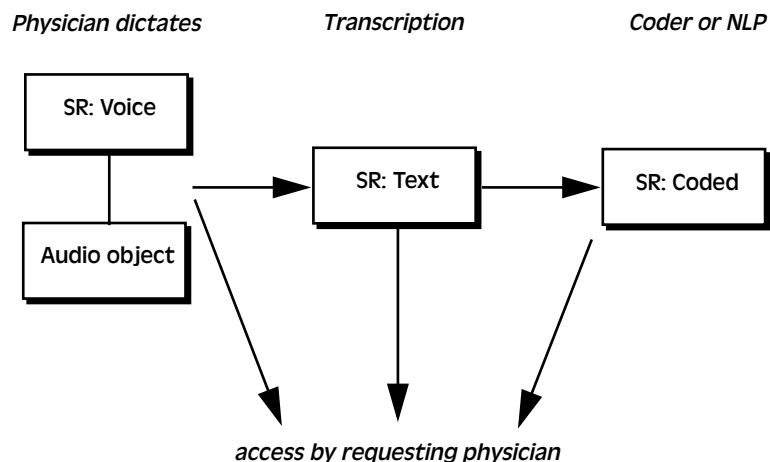 Physician dictates
Transcription
Coder or NLP
SR: Voice
SR: Text
SR: Coded
Audio object
access by requesting physician